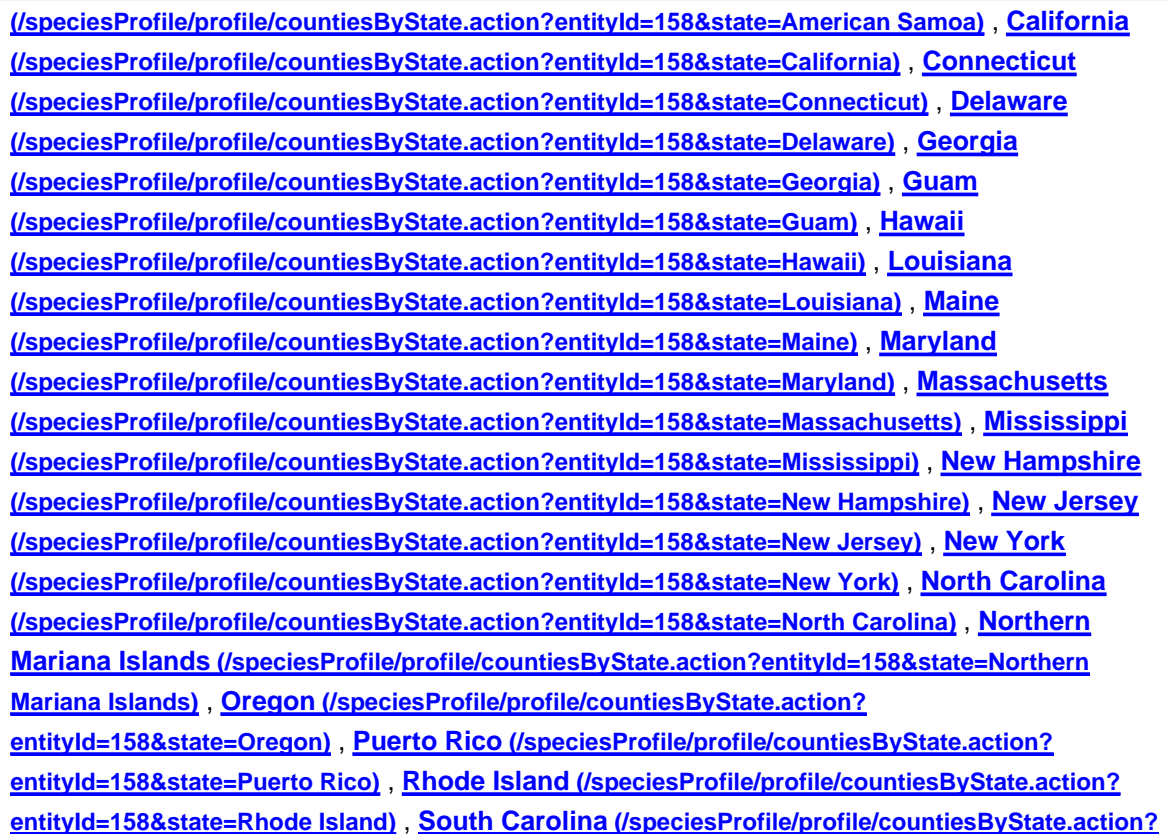 (/speciesProfile/profile/countiesByState.action?entityId=158&state=American Samoa) , California
(/speciesProfile/profile/countiesByState.action?entityId=158&state=California) , Connecticut
(/speciesProfile/profile/countiesByState.action?entityId=158&state=Connecticut) , Delaware
(/speciesProfile/profile/countiesByState.action?entityId=158&state=Delaware) , Georgia
(/speciesProfile/profile/countiesByState.action?entityId=158&state=Georgia) , Guam
(/speciesProfile/profile/countiesByState.action?entityId=158&state=Guam) , Hawaii
(/speciesProfile/profile/countiesByState.action?entityId=158&state=Hawaii) , Louisiana
(/speciesProfile/profile/countiesByState.action?entityId=158&state=Louisiana) , Maine
(/speciesProfile/profile/countiesByState.action?entityId=158&state=Maine) , Maryland
(/speciesProfile/profile/countiesByState.action?entityId=158&state=Maryland) , Massachusetts
(/speciesProfile/profile/countiesByState.action?entityId=158&state=Massachusetts) , Mississippi
(/speciesProfile/profile/countiesByState.action?entityId=158&state=Mississippi) , New Hampshire
(/speciesProfile/profile/countiesByState.action?entityId=158&state=New Hampshire) , New Jersey
(/speciesProfile/profile/countiesByState.action?entityId=158&state=New Jersey) , New York
(/speciesProfile/profile/countiesByState.action?entityId=158&state=New York) , North Carolina
(/speciesProfile/profile/countiesByState.action?entityId=158&state=North Carolina) , Northern
Mariana Islands (/speciesProfile/profile/countiesByState.action?entityId=158&state=Northern
Mariana Islands) , Oregon (/speciesProfile/profile/countiesByState.action?
entityId=158&state=Oregon) , Puerto Rico (/speciesProfile/profile/countiesByState.action?
entityId=158&state=Puerto Rico) , Rhode Island (/speciesProfile/profile/countiesByState.action?
entityId=158&state=Rhode Island) , South Carolina (/speciesProfile/profile/countiesByState.action?